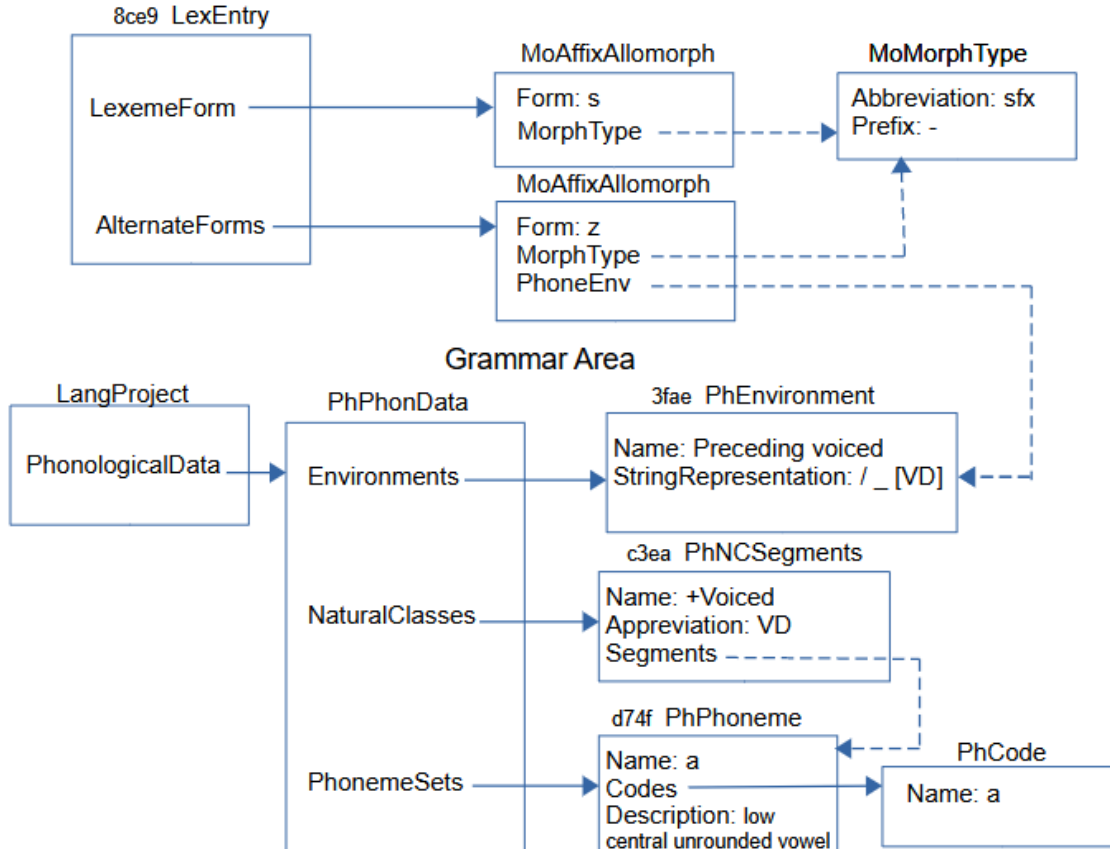 8ce9 LexEntry
LexemeForm
AlternateForms
MoAffixAllomorph
Form: s
MorphType
MoMorphType
Abbreviation: sfx
Prefix: -
MoAffixAllomorph
Form: z
MorphType
PhoneEnv
Grammar Area
LangProject
PhonologicalData
PhPhonData
Environments
NaturalClasses
PhonemeSets
3fae PhEnvironment
Name: Preceding voiced
StringRepresentation: / _ [VD]
c3ea PhNCSegments
Name: +Voiced
Appreviation: VD
Segments
d74f PhPhoneme
Name: a
Codes
Description: low
central unrounded vowel
PhCode
Name: a